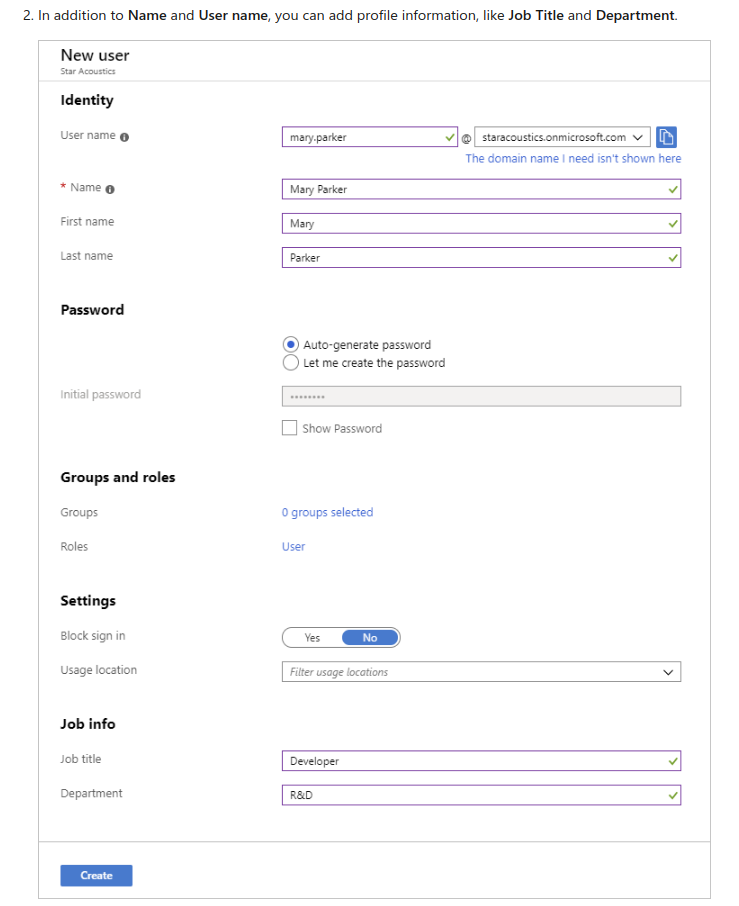 2. In addition to Name and User name, you can add profile information, like Job Title and Department.
New user
Star Acoustics
Identity
User name
mary.parker @ staracoustics.onmicrosoft.com
The domain name I need isn't shown here
* Name
Mary Parker
First name
Mary
Last name
Parker
Password
Auto-generate password
Let me create the password
Initial password
••••••••
Show Password
Groups and roles
Groups
0 groups selected
Roles
User
Settings
Block sign in
Yes No
Usage location
Filter usage locations
Job info
Job title
Developer
Department
R&D
Create